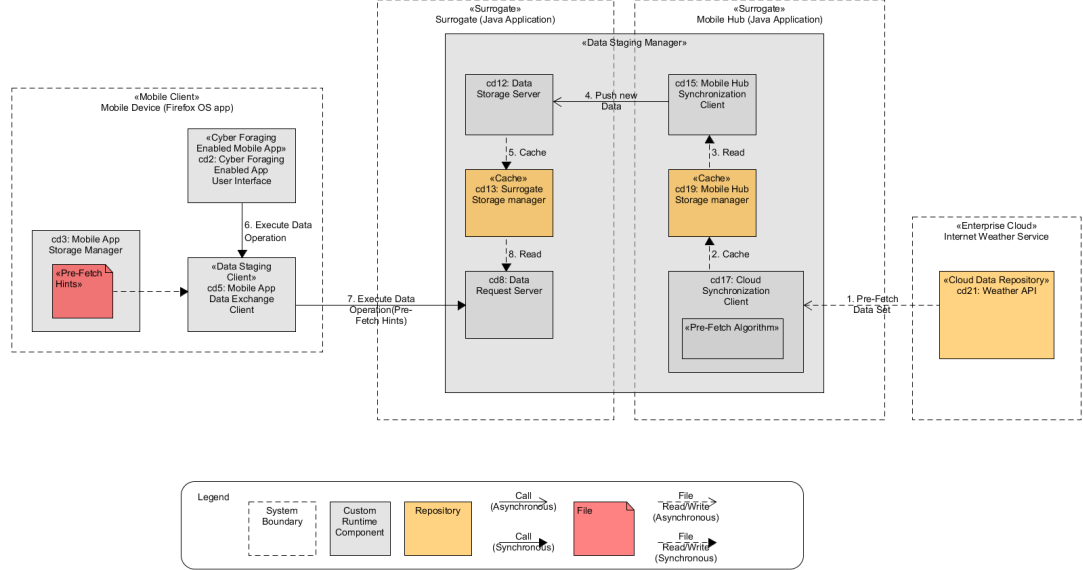 «Surrogate»
Surrogate (Java Application)
«Surrogate»
Mobile Hub (Java Application)
«Data Staging Manager»
«Mobile Client»
Mobile Device (Firefox OS app)
«Cyber Foraging
Enabled Mobile App»
cd2: Cyber Foraging
Enabled App
User Interface
6. Execute Data
Operation
cd3: Mobile App
Storage Manager
«Pre-Fetch
Hints»
«Data Staging
Client»
cd5: Mobile App
Data Exchange
Client
7. Execute Data
Operation(Pre-
Fetch Hints)
cd12: Data
Storage Server
5. Cache
«Cache»
cd13: Surrogate
Storage manager
8. Read
cd8: Data
Request Server
4. Push new
Data
cd15: Mobile Hub
Synchronization
Client
3. Read
«Cache»
cd19: Mobile Hub
Storage manager
2. Cache
cd17: Cloud
Synchronization
Client
«Pre-Fetch Algorithm»
1. Pre-Fetch
Data Set
«Enterprise Cloud»
Internet Weather Service
«Cloud Data Repository»
cd21: Weather API
Legend
System
Boundary
Custom
Runtime
Component
Repository
Call
(Asynchronous)
Call
(Synchronous)
File
File
Read/Write
(Asynchronous)
File
Read/Write
(Synchronous)